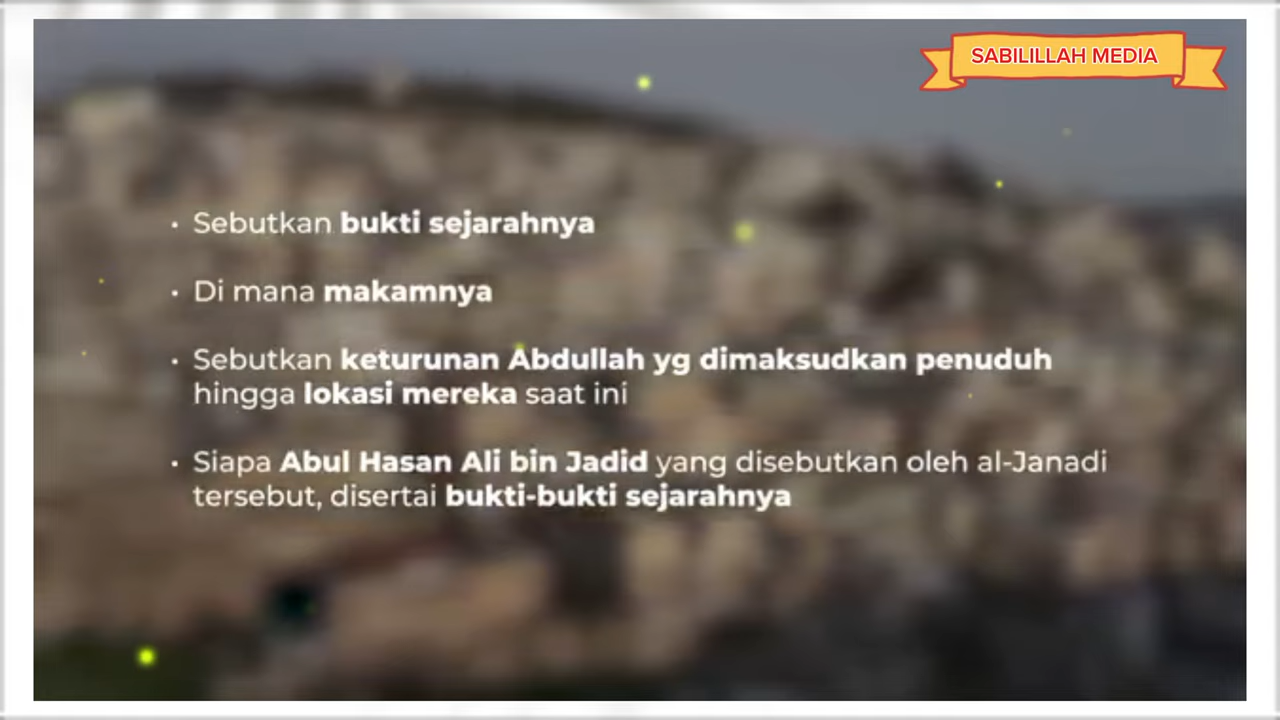 SABILILLAH MEDIA
• Sebutkan bukti sejarahnya
• Di mana makamnya
• Sebutkan keturunan Abdullah yg dimaksudkan penuduh
hingga lokasi mereka saat ini
• Siapa Abul Hasan Ali bin Jadid yang disebutkan oleh al-Janadi
tersebut, disertai bukti-bukti sejarahnya